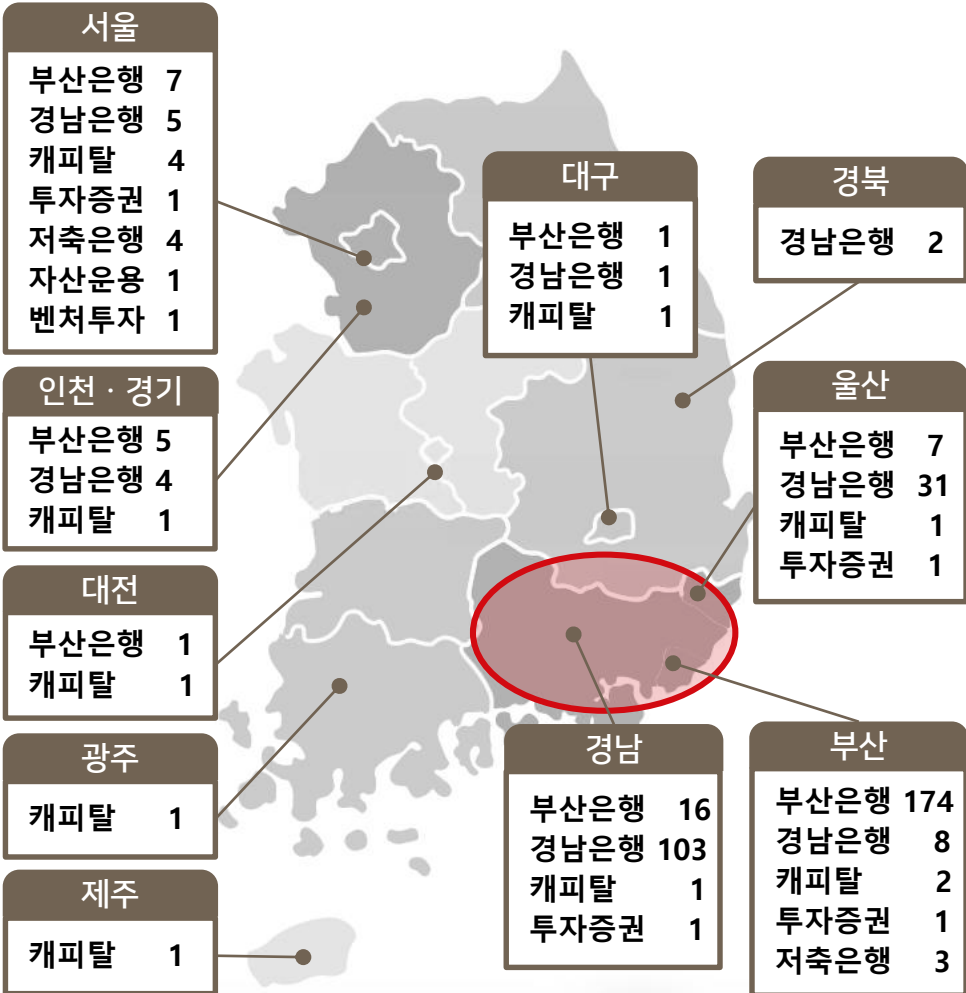 서울
부산은행 7
경남은행 5
캐피탈 4
투자증권 1
저축은행 4
자산운용 1
벤처투자 1
인천 · 경기
부산은행 5
경남은행 4
캐피탈 1
대전
부산은행 1
캐피탈 1
광주
캐피탈 1
제주
캐피탈 1
대구
부산은행 1
경남은행 1
캐피탈 1
경북
경남은행 2
울산
부산은행 7
경남은행 31
캐피탈 1
투자증권 1
경남
부산은행 16
경남은행 103
캐피탈 1
투자증권 1
부산
부산은행 174
경남은행 8
캐피탈 2
투자증권 1
저축은행 3